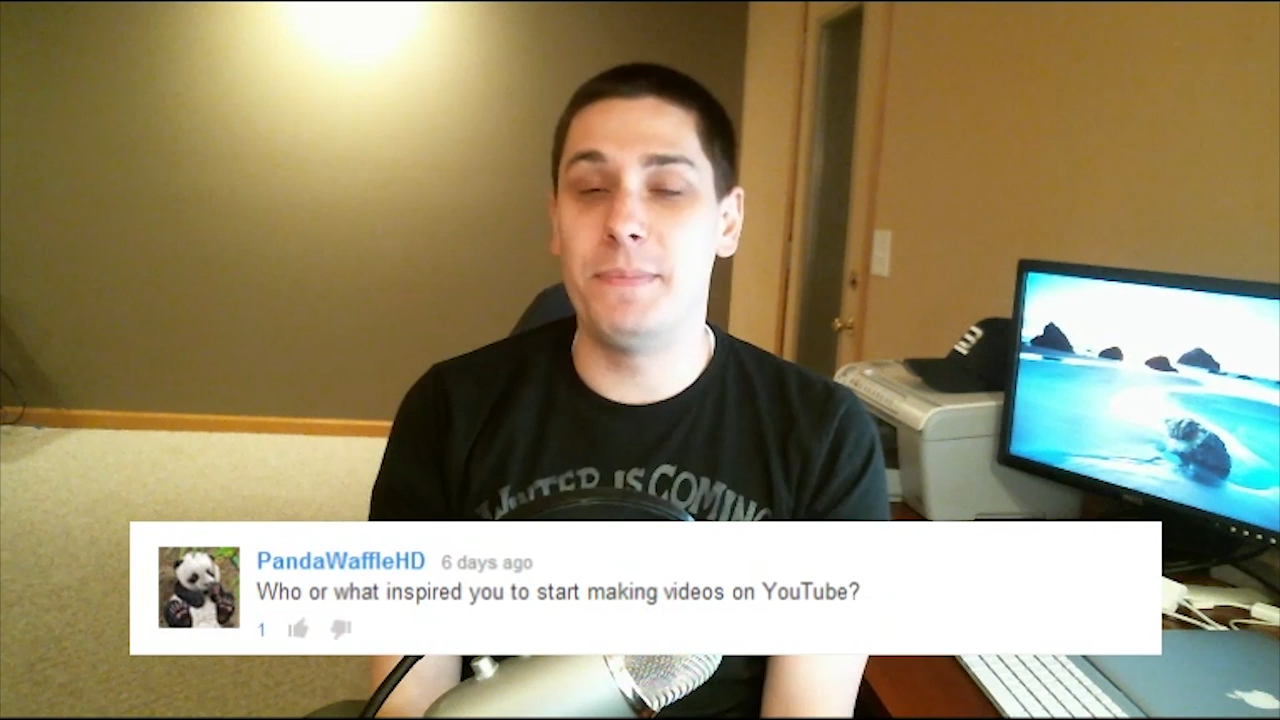 WINTER IS COMING
PandaWaffleHD 6 days ago
Who or what inspired you to start making videos on YouTube?
1